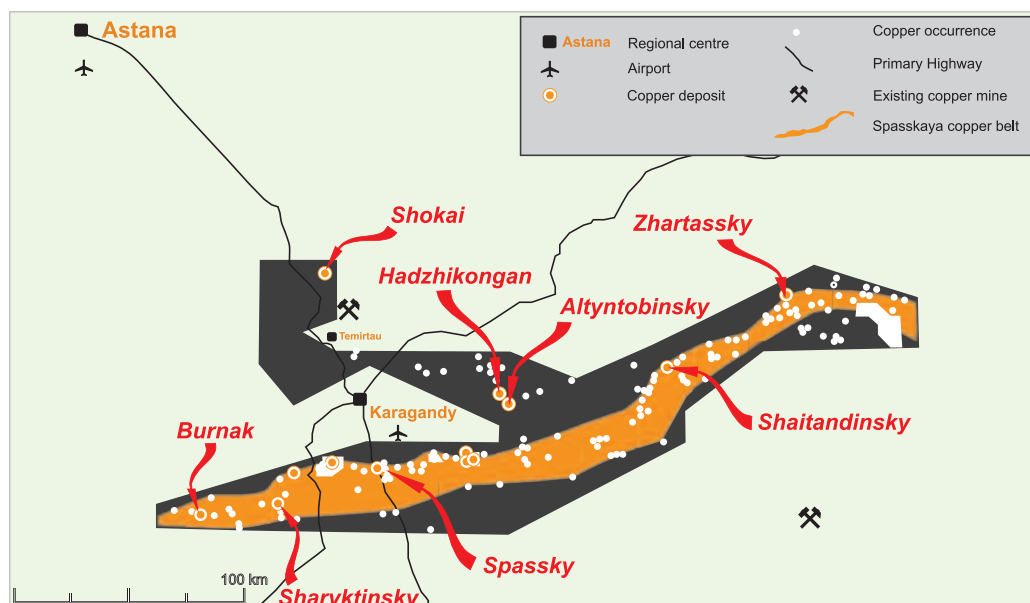 Astana
Astana
Regional centre
Airport
Copper deposit
Copper occurrence
Primary Highway
Existing copper mine
Spasskaya copper belt
Shokai
Zhartassky
Hadzhikongan
Altyntobinsky
Temirtau
Karagandy
Shaitandinsky
Burnak
Spassky
100 km
Sharyktinsky